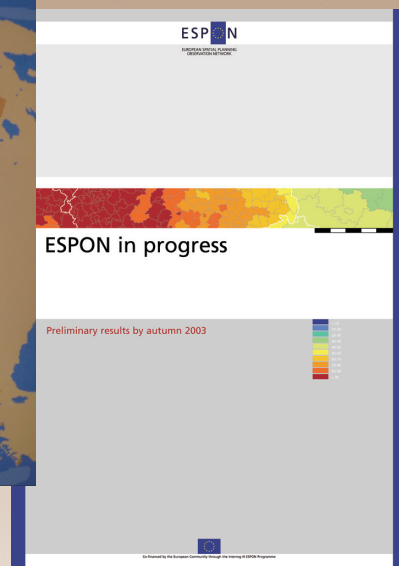 ESPON
EUROPEAN SPATIAL PLANNING
OBSERVATION NETWORK
ESPON in progress
Preliminary results by autumn 2003
Co-financed by the European Community through the Interreg III ESPON Programme